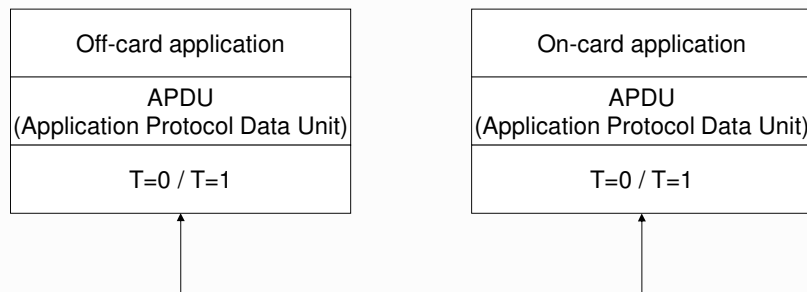 Off-card application
APDU
(Application Protocol Data Unit)
T=0 / T=1
On-card application
APDU
(Application Protocol Data Unit)
T=0 / T=1